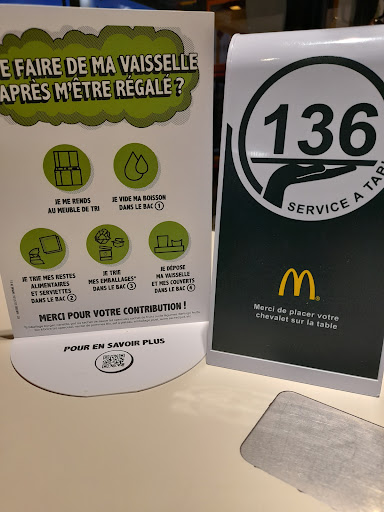 E FAIRE DE MA VAISSELLE
APRÈS M'ÊTRE RÉGALÉ ?
JE ME RENDS
AU MEUBLE DE TRI
JE VIDE MA BOISSON
DANS LE BAC 1
JE TRIE MES RESTES
ALIMENTAIRES
ET SERVIETTES
DANS LE BAC 2
JE TRIE
MES EMBALLAGES*
DANS LE BAC 3
JE DÉPOSE
MA VAISSELLE
ET MES COUVERTS
DANS LE BAC 4
MERCI POUR VOTRE CONTRIBUTION !
POUR EN SAVOIR PLUS
136
SERVICE A TAB
M
Merci de placer votre
chevalet sur la table